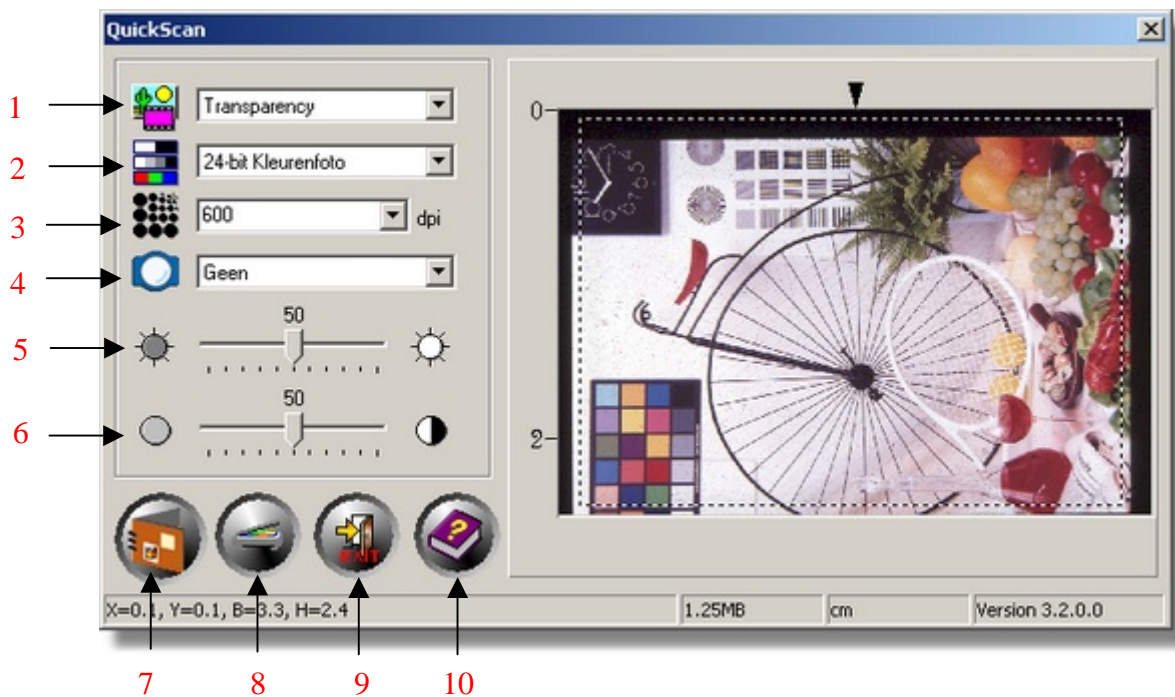 QuickScan
1 Transparency
2 24-bit Kleurenfoto
3 600 dpi
4 Geen
50
5
50
6
0
2
EXIT
?
X=0.1, Y=0.1, B=3.3, H=2.4 1.25MB cm Version 3.2.0.0
7 8 9 10